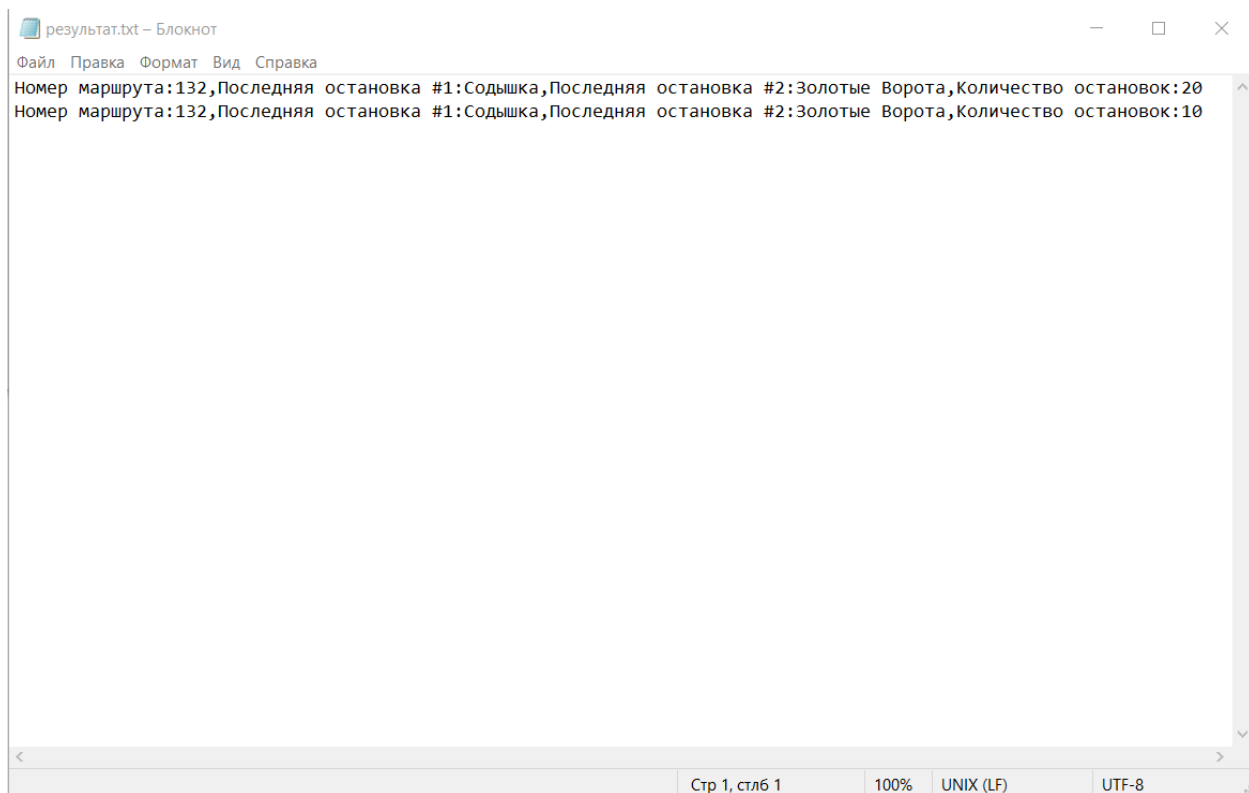 результат.txt – Блокнот
Файл Правка Формат Вид Справка
Номер маршрута:132,Последняя остановка #1:Содышка,Последняя остановка #2:Золотые Ворота,Количество остановок:20
Номер маршрута:132,Последняя остановка #1:Содышка,Последняя остановка #2:Золотые Ворота,Количество остановок:10
Стр 1, стлб 1 100% UNIX (LF) UTF-8